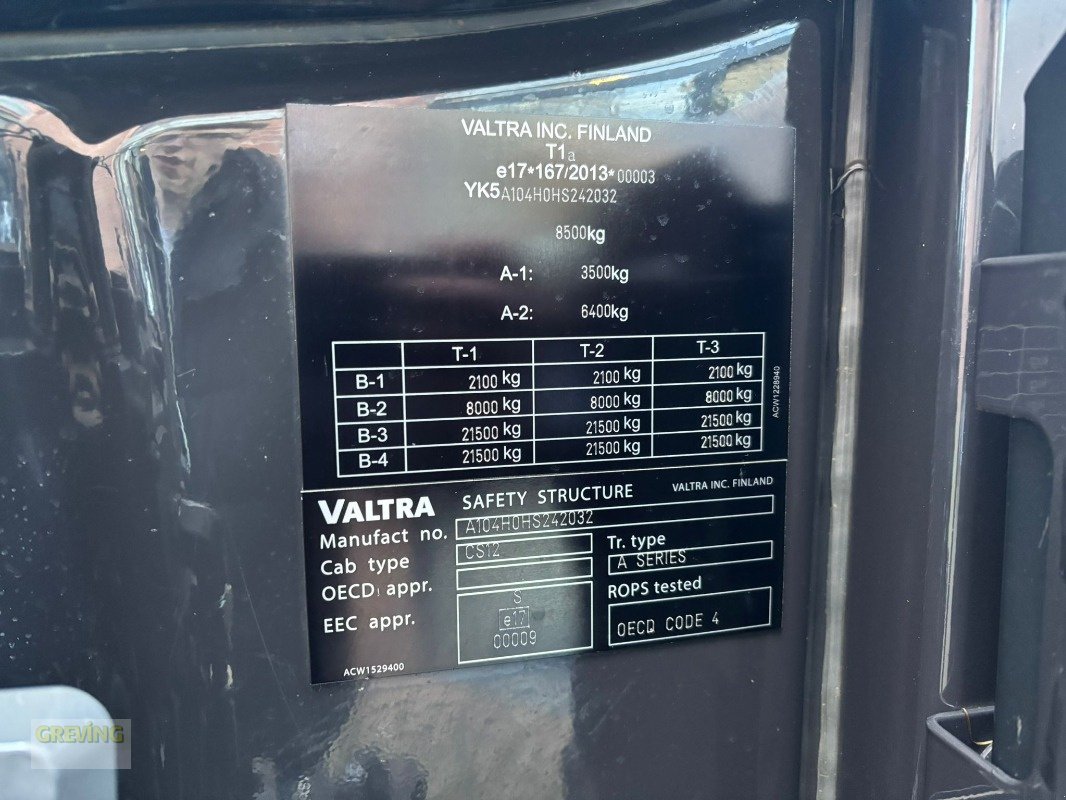 VALTRA INC. FINLAND
T1a
e17*167/2013*00003
YK5A104H0HS242032
8500kg
A-1: 3500kg
A-2: 6400kg
T-1 T-2 T-3
B-1 2100 kg 2100 kg 2100 kg
B-2 8000 kg 8000 kg 8000 kg
B-3 21500 kg 21500 kg 21500 kg
B-4 21500 kg 21500 kg 21500 kg
ACW1228940
VALTRA SAFETY STRUCTURE VALTRA INC. FINLAND
Manufact no. A104H0HS242032
Cab type CS12 Tr. type
OECD appr. A SERIES
EEC appr. S ROPS tested
e17
00009 OECD CODE 4
ACW1529400
GREVING